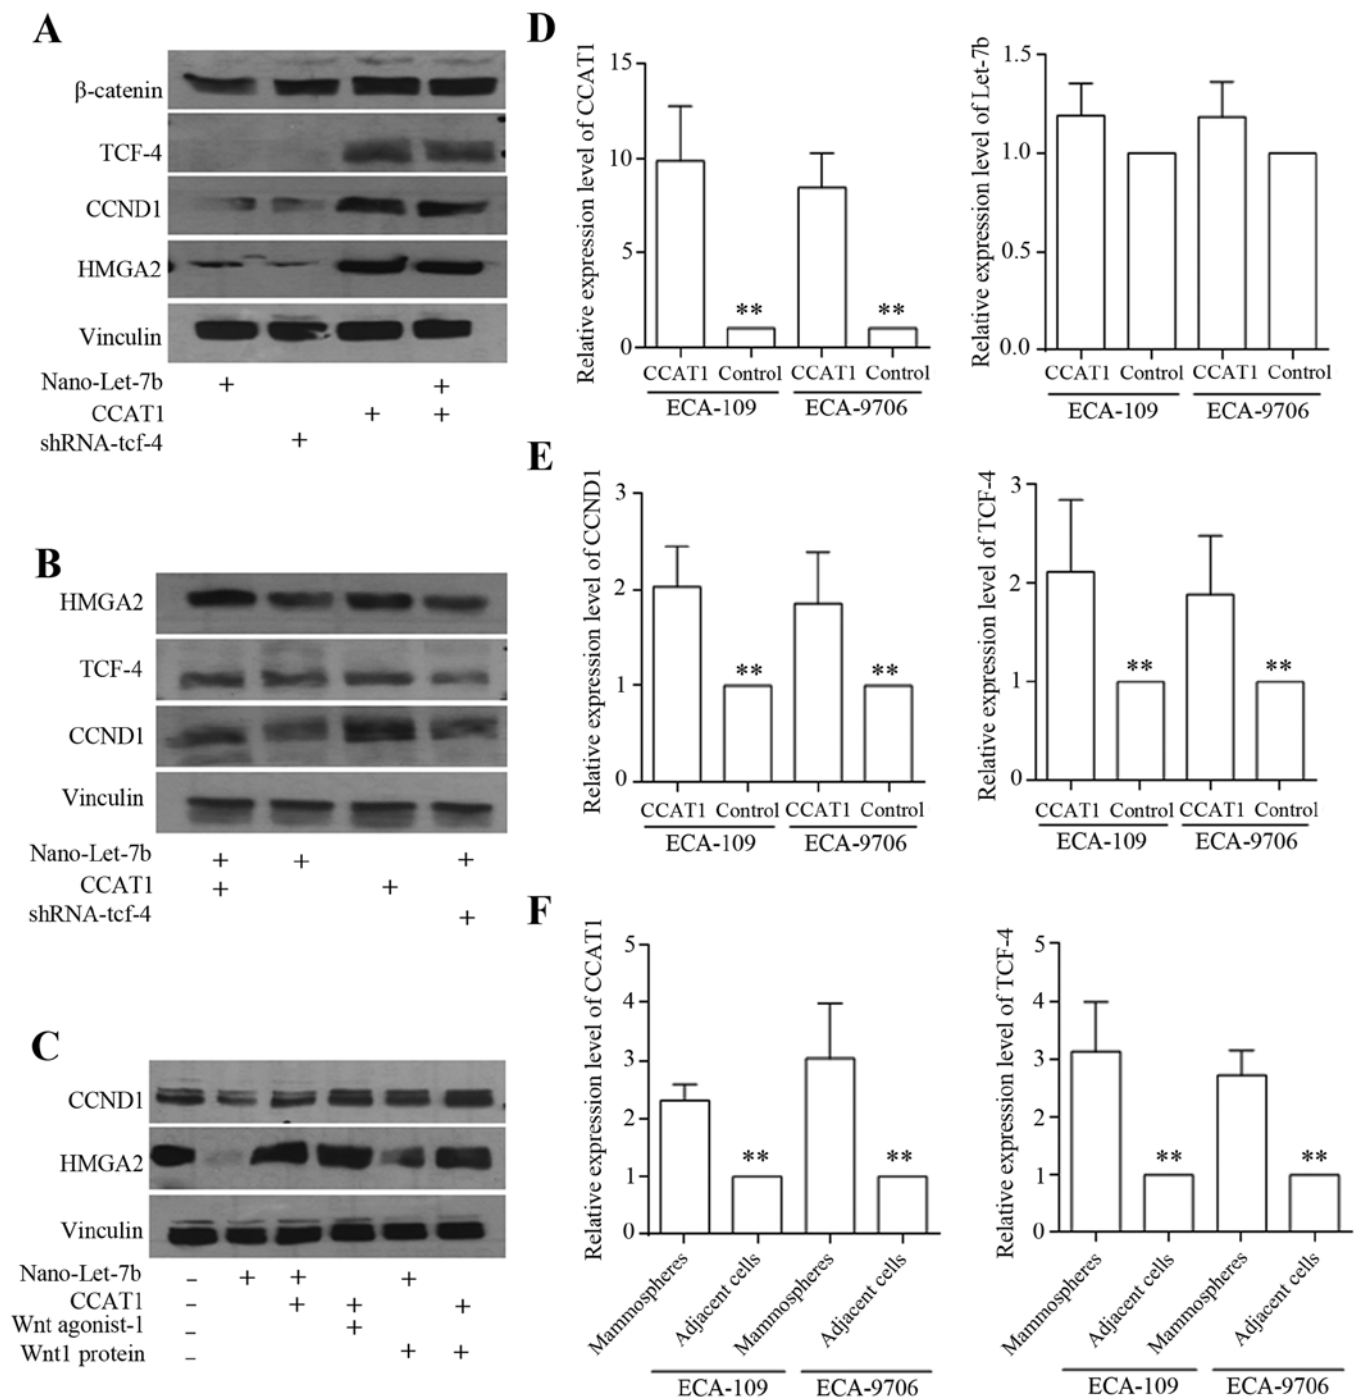 A
β-catenin
TCF-4
CCND1
HMGA2
Vinculin
Nano-Let-7b + +
CCAT1 + +
shRNA-tcf-4 +
B
HMGA2
TCF-4
CCND1
Vinculin
Nano-Let-7b + + +
CCAT1 + +
shRNA-tcf-4 +
C
CCND1
HMGA2
Vinculin
Nano-Let-7b – + + +
CCAT1 – + + +
Wnt agonist-1 – +
Wnt1 protein – + +
D
Relative expression level of CCAT1
15
10
5
0
** **
CCAT1 Control CCAT1 Control
ECA-109 ECA-9706
Relative expression level of Let-7b
1.5
1.0
0.5
0.0
CCAT1 Control CCAT1 Control
ECA-109 ECA-9706
E
Relative expression level of CCND1
3
2
1
0
** **
CCAT1 Control CCAT1 Control
ECA-109 ECA-9706
Relative expression level of TCF-4
3
2
1
0
** **
CCAT1 Control CCAT1 Control
ECA-109 ECA-9706
F
Relative expression level of CCAT1
5
4
3
2
1
0
** **
Mammospheres Adjacent cells Mammospheres Adjacent cells
ECA-109 ECA-9706
Relative expression level of TCF-4
5
4
3
2
1
0
** **
Mammospheres Adjacent cells Mammospheres Adjacent cells
ECA-109 ECA-9706